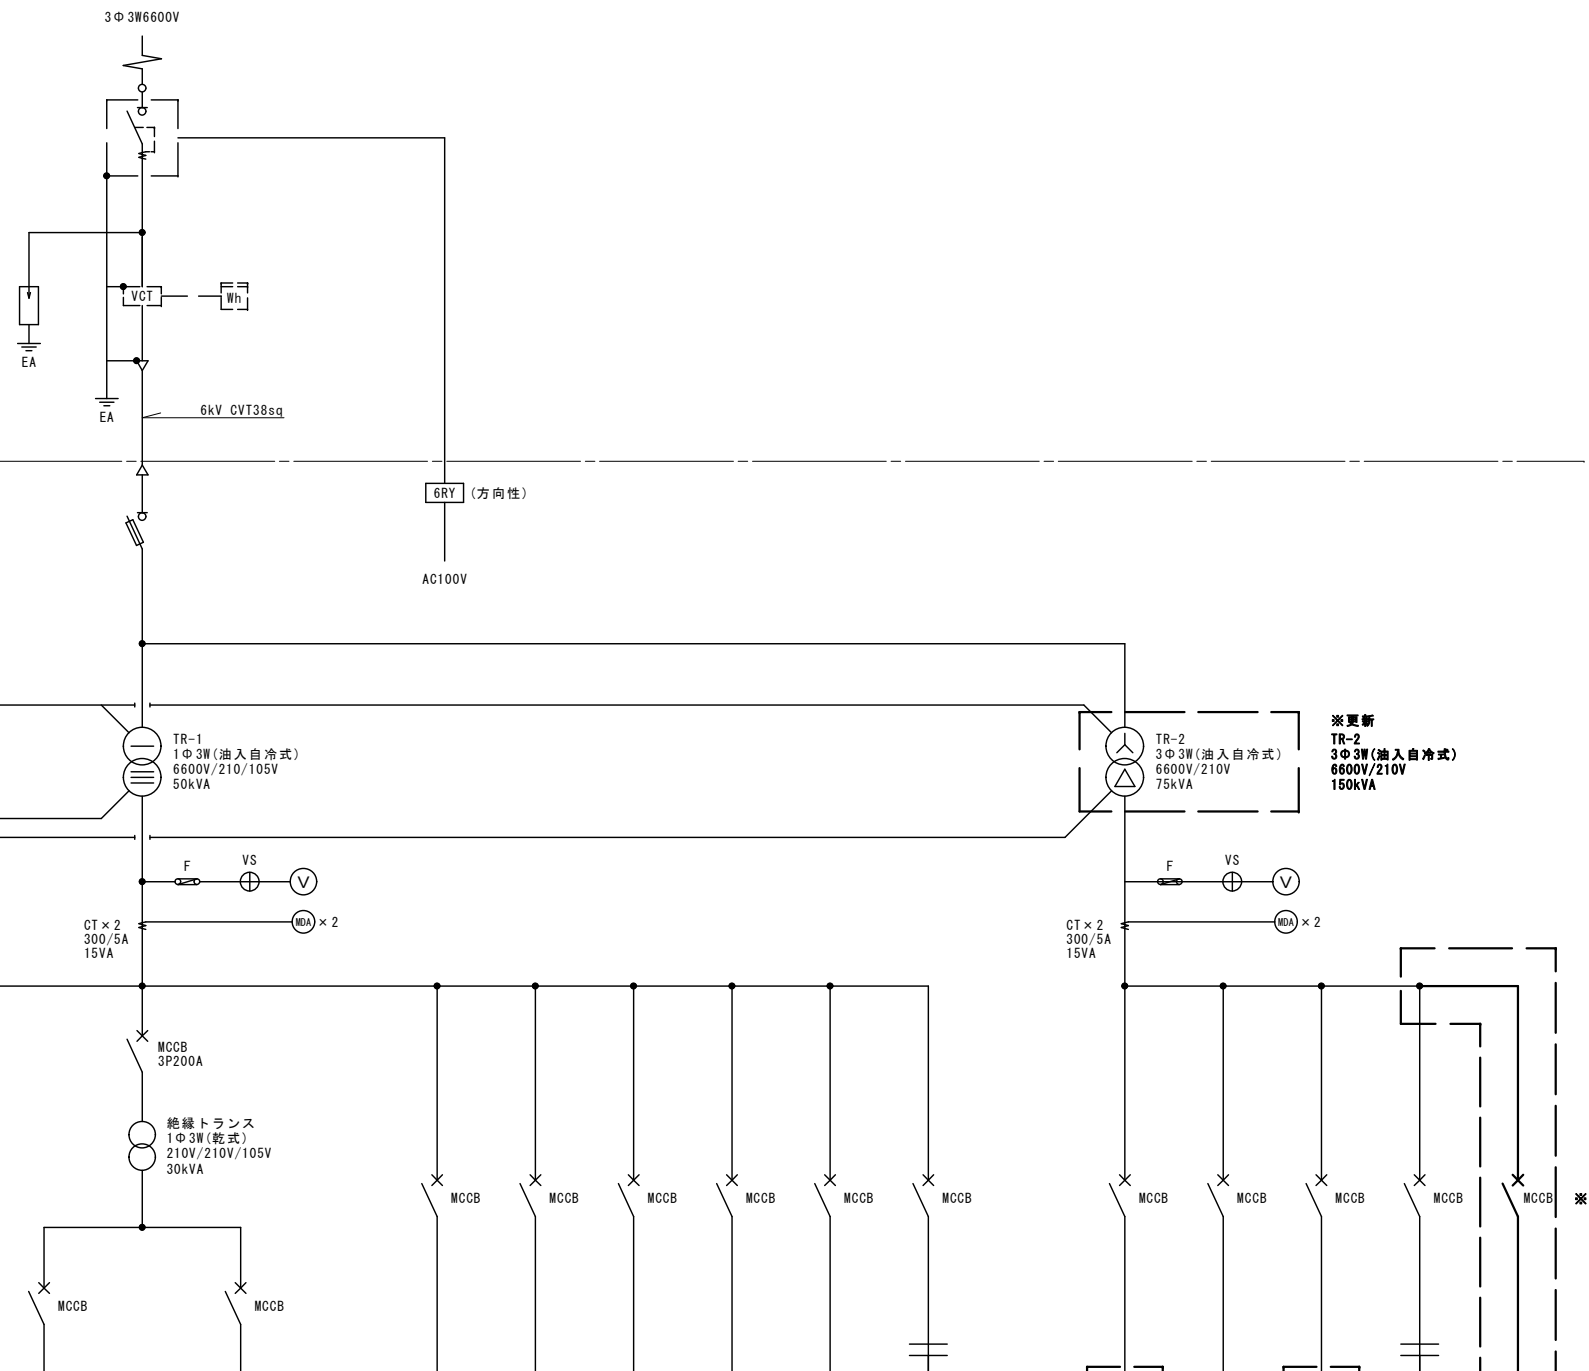 3Φ3W6600V
VCT
Wh
EA
EA
6kV CVT38sq
6RY
(方向性)
AC100V
TR-1
1Φ3W(油入自冷式)
6600V/210/105V
50kVA
TR-2
3Φ3W(油入自冷式)
6600V/210V
75kVA
※更新
TR-2
3Φ3W(油入自冷式)
6600V/210V
150kVA
F
VS
V
CT×2
300/5A
15VA
MDA
×2
F
VS
V
CT×2
300/5A
15VA
MDA
×2
MCCB
3P200A
絶縁トランス
1Φ3W(乾式)
210V/210V/105V
30kVA
MCCB
MCCB
MCCB
MCCB
MCCB
MCCB
MCCB
MCCB
MCCB
MCCB
MCCB
※
MCCB
MCCB